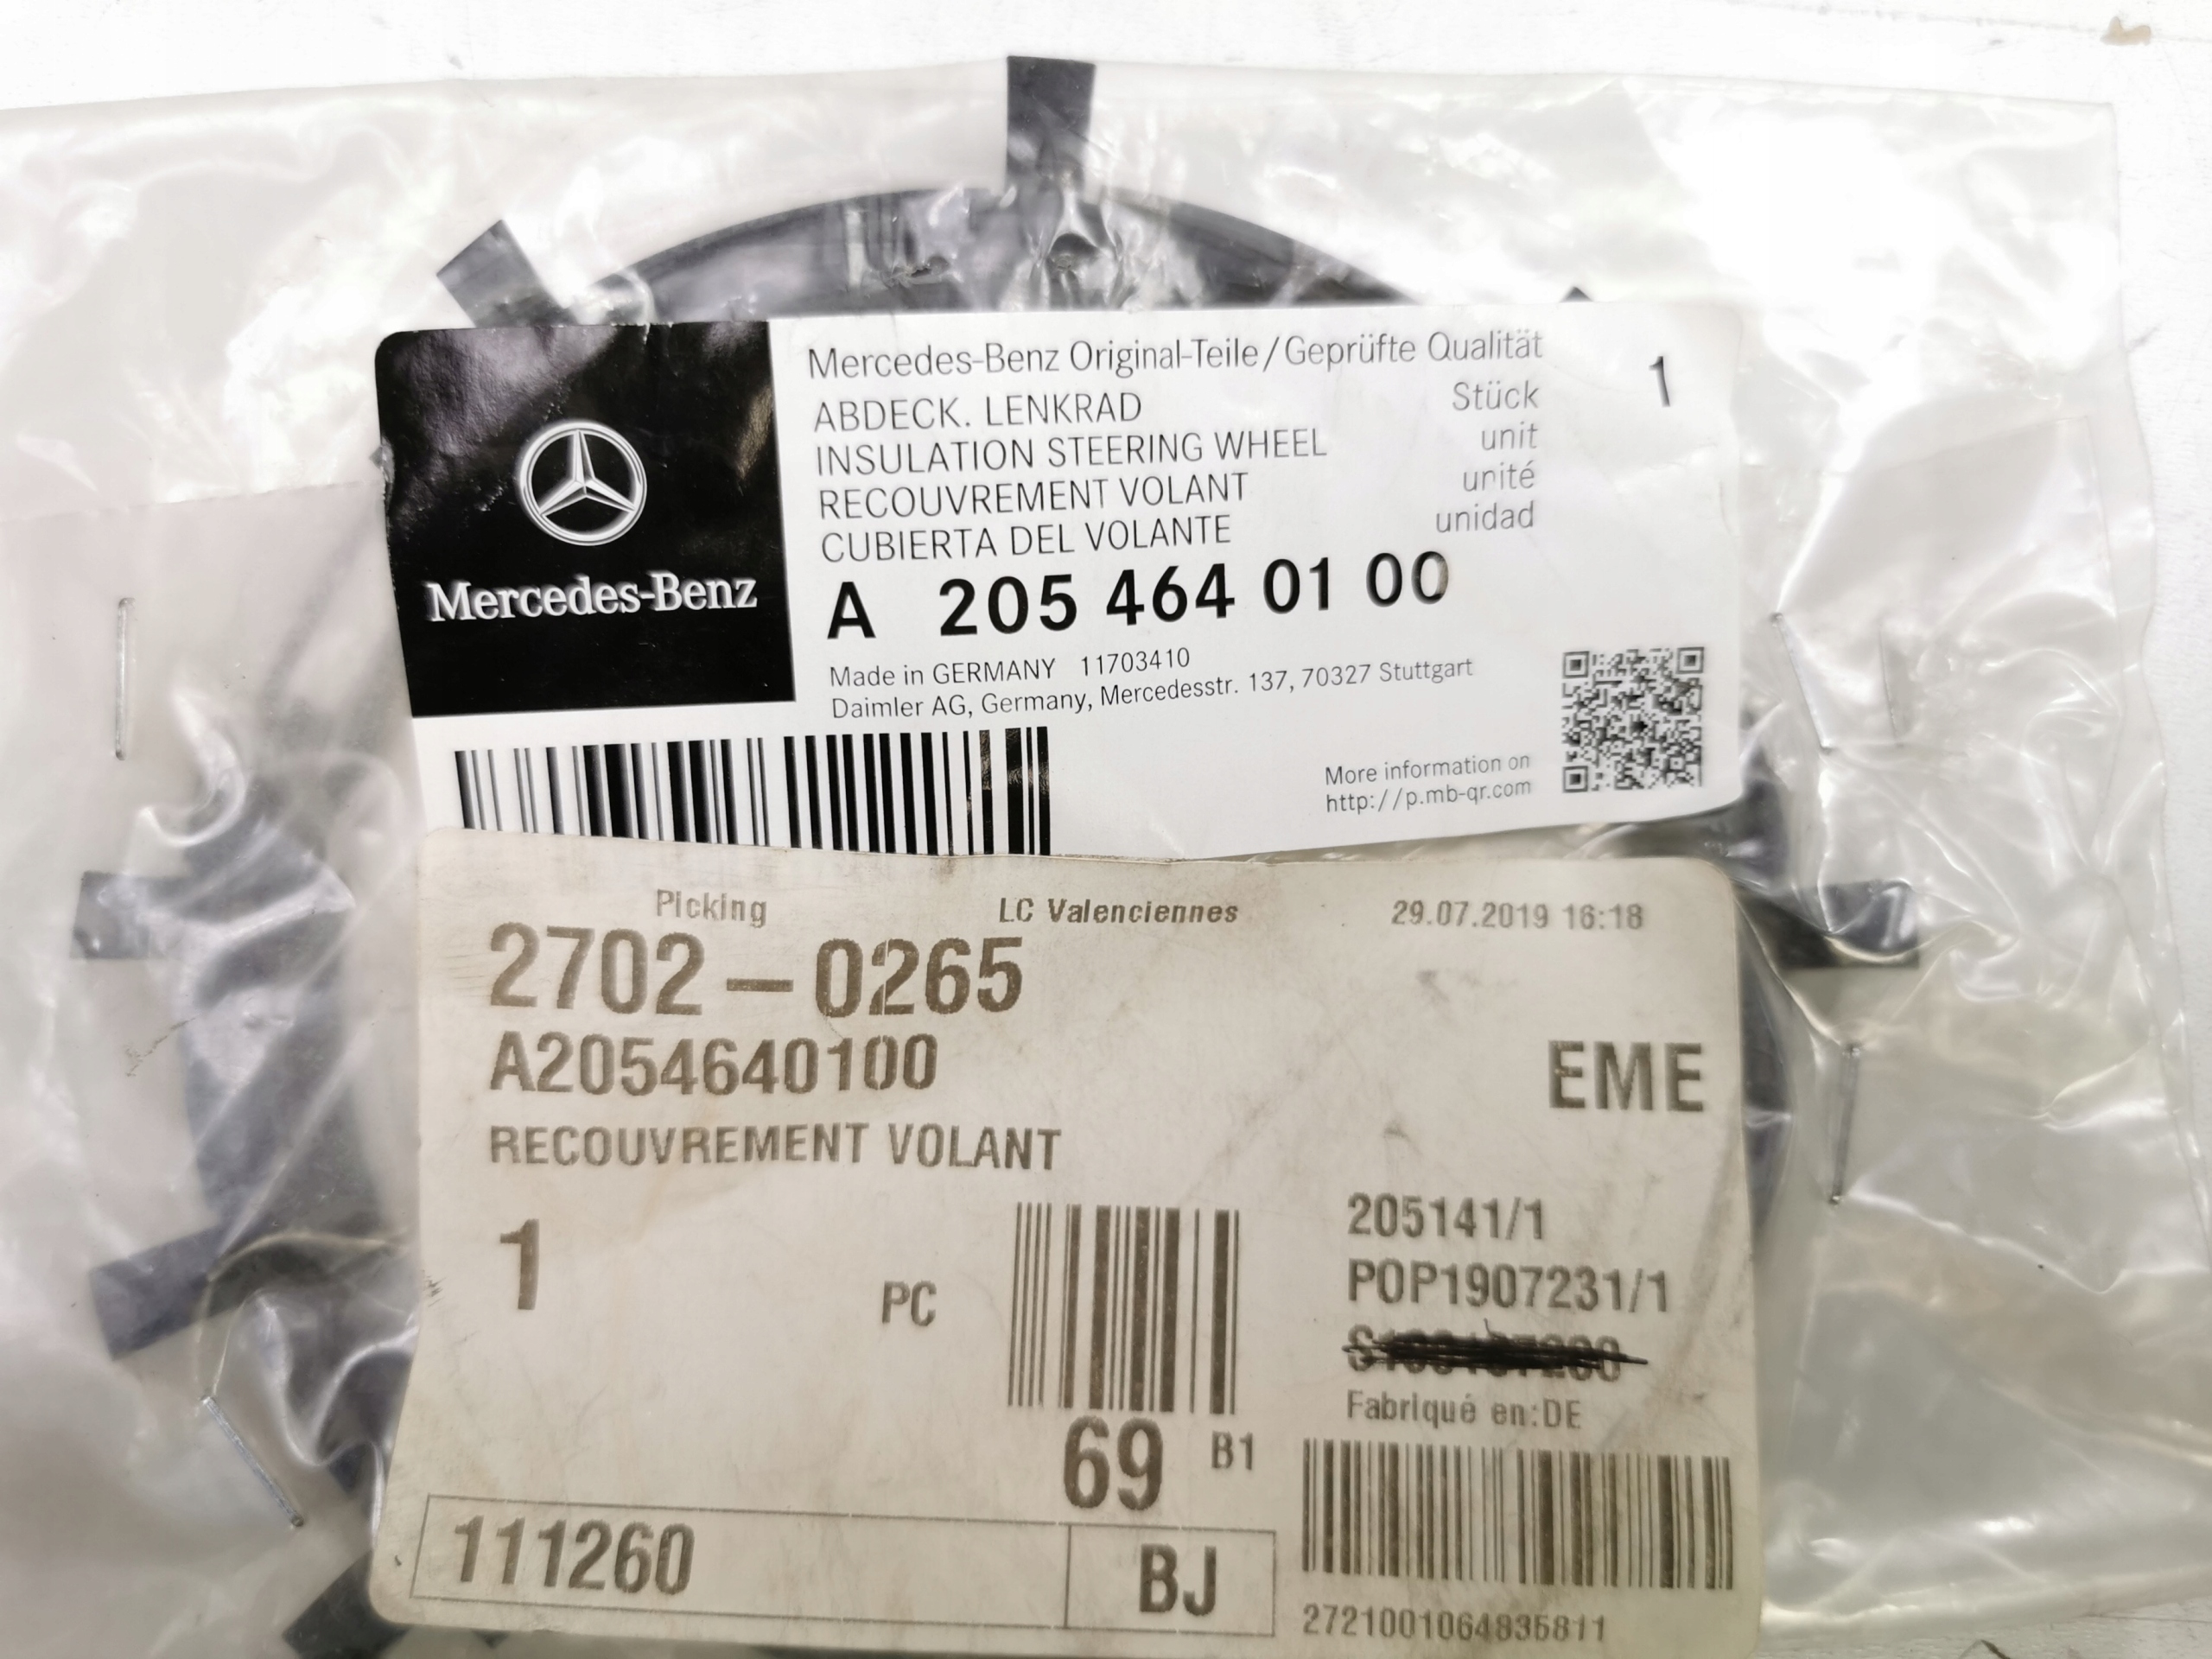 Mercedes-Benz
Mercedes-Benz Original-Teile/Geprüfte Qualität
ABDECK. LENKRAD Stück 1
INSULATION STEERING WHEEL unit
RECOUVREMENT VOLANT unité
CUBIERTA DEL VOLANTE unidad
A 205 464 01 00
Made in GERMANY 11703410
Daimler AG, Germany, Mercedesstr. 137, 70327 Stuttgart
More information on
http://p.mb-qr.com
Picking LC Valenciennes 29.07.2019 16:18
2702-0265
A2054640100
EME
RECOUVREMENT VOLANT
205141/1
1 PC POP1907231/1
Fabriqué en:DE
69 B1
111260 BJ
2721001064835811